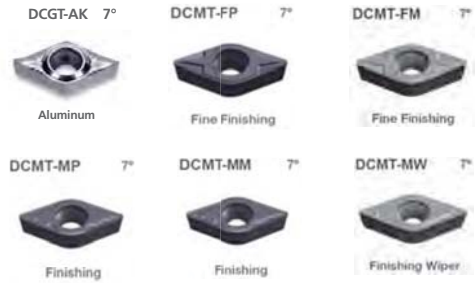 DCGT-AK 7°
DCMT-FP 7°
DCMT-FM 7°
Aluminum
Fine Finishing
Fine Finishing
DCMT-MP 7°
DCMT-MM 7°
DCMT-MW 7°
Finishing
Finishing
Finishing Wiper